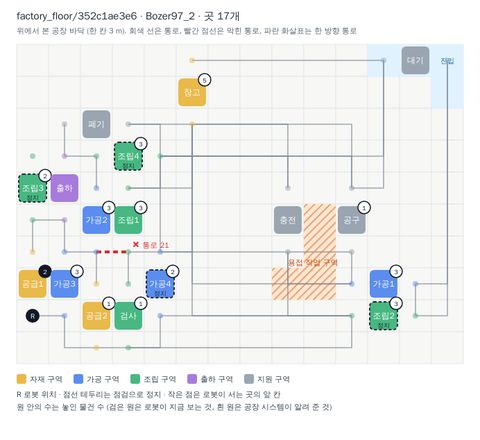 factory_floor/352c1ae3e6 · Bozer97_2 · 곳 17개
위에서 본 공장 바닥 (한 칸 3 m). 회색 선은 통로, 빨간 점선은 막힌 통로, 파란 화살표는 한 방향 통로
대기
진입
5
창고
폐기
3
조립4
정지
2
조립3
정지
출하
3
가공2
3
조립1
충전
1
공구
✖ 통로 21
용접 작업 구역
2
공급1
3
가공3
2
가공4
정지
3
가공1
R
1
공급2
1
검사
3
조립2
정지
자재 구역
가공 구역
조립 구역
출하 구역
지원 구역
R 로봇 위치 · 점선 테두리는 점검으로 정지 · 작은 점은 로봇이 서는 곳의 앞 칸
원 안의 수는 놓인 물건 수 (검은 원은 로봇이 지금 보는 것, 흰 원은 공장 시스템이 알려 준 것)